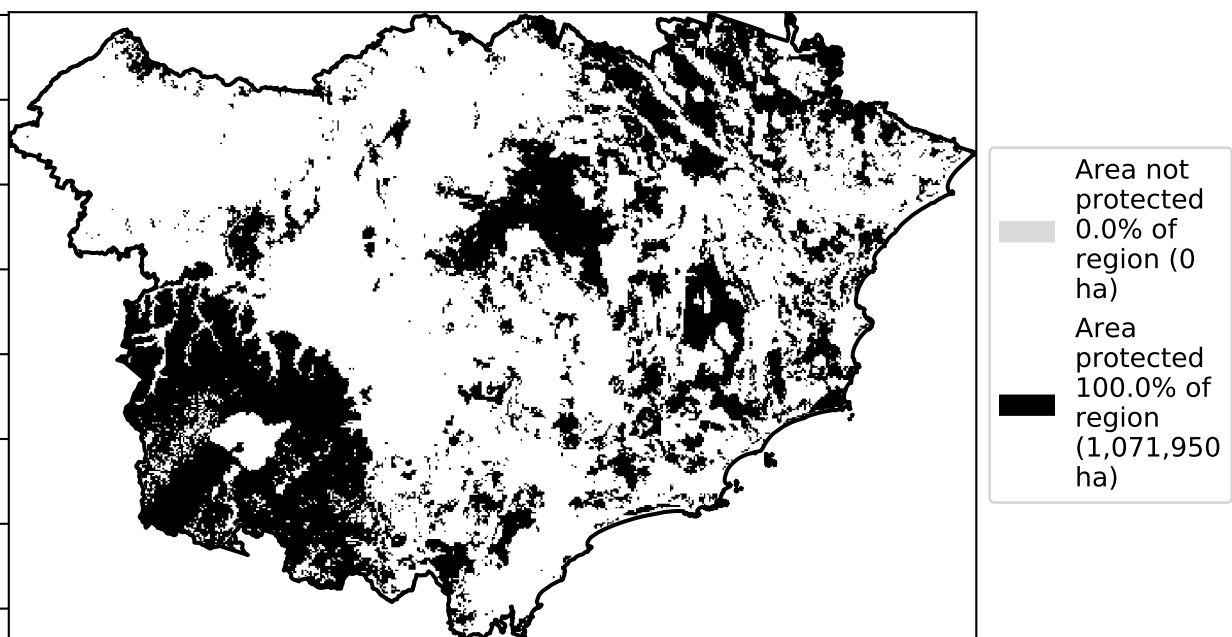 Area not
protected
0.0% of
region (0
ha)
Area
protected
100.0% of
region
(1,071,950
ha)